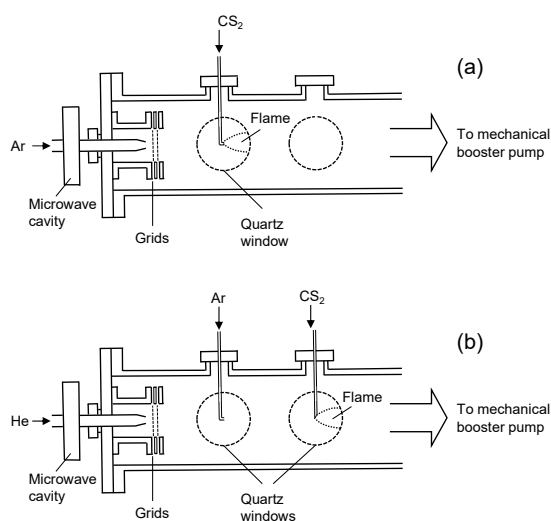 CS₂
(a)
Flame
Ar
To mechanical
booster pump
Microwave
cavity
Grids
Quartz
window
Ar
CS₂
(b)
Flame
He
To mechanical
booster pump
Microwave
cavity
Grids
Quartz
windows